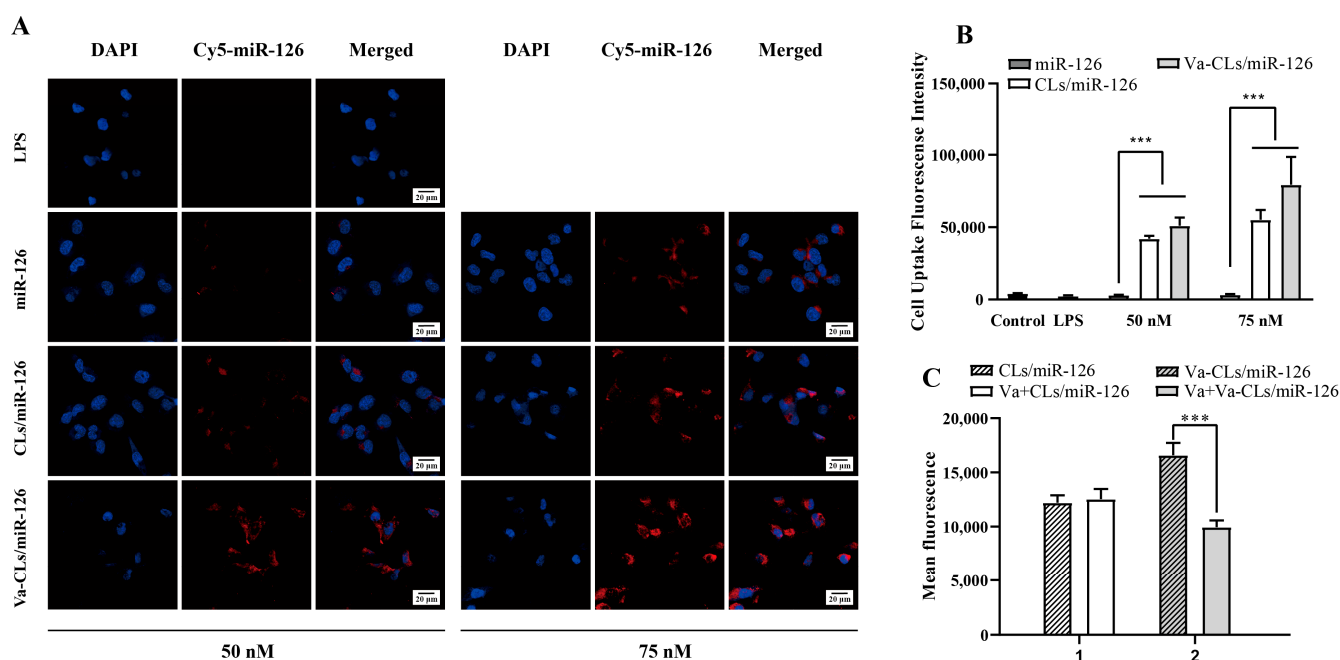 A
DAPI Cy5-miR-126 Merged DAPI Cy5-miR-126 Merged
LPS
20 μm
miR-126
20 μm 20 μm
CLs/miR-126
20 μm 20 μm
Va-CLs/miR-126
20 μm 20 μm
50 nM 75 nM
B
miR-126 Va-CLs/miR-126
CLs/miR-126
Cell Uptake Fluorescense Intensity
150,000
100,000
50,000
0
*** ***
Control LPS 50 nM 75 nM
C
CLs/miR-126 Va-CLs/miR-126
Va+CLs/miR-126 Va+Va-CLs/miR-126
Mean fluorescence
20,000
15,000
10,000
5,000
0
***
1 2